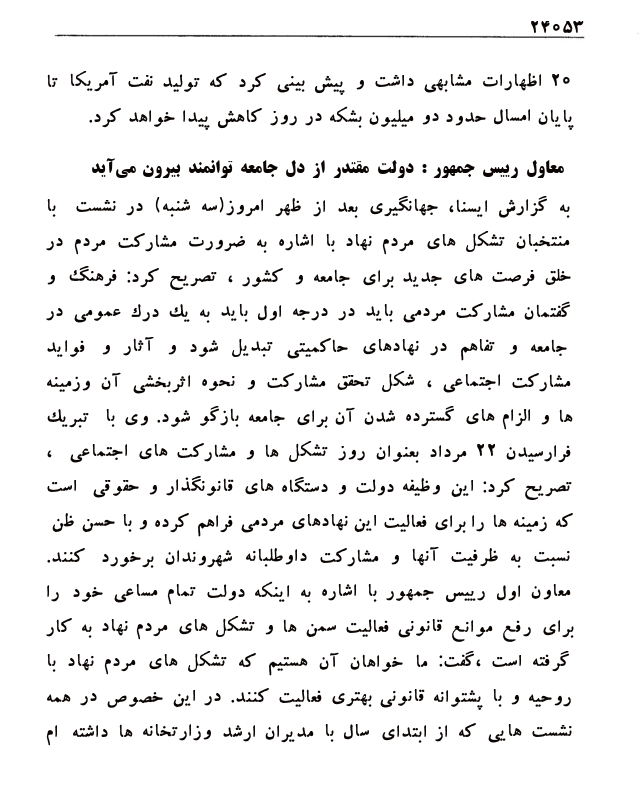 ۲۴۰۵۳
۲۰ اظهارات مشابهی داشت و پیش بینی کرد که تولید نفت آمریکا تا
پایان امسال حدود دو میلیون بشکه در روز کاهش پیدا خواهد کرد.
معاول رییس جمهور : دولت مقتدر از دل جامعه توانمند بیرون می‌آید
به گزارش ایسنا، جهانگیری بعد از ظهر امروز(سه شنبه) در نشست با
منتخبان تشکل های مردم نهاد با اشاره به ضرورت مشارکت مردم در
خلق فرصت های جدید برای جامعه و کشور ، تصریح کرد: فرهنگ و
گفتمان مشارکت مردمی باید در درجه اول باید به یك درك عمومی در
جامعه و تفاهم در نهادهای حاکمیتی تبدیل شود و آثار و فواید
مشارکت اجتماعی ، شکل تحقق مشارکت و نحوه اثربخشی آن وزمینه
ها و الزام های گسترده شدن آن برای جامعه بازگو شود. وی با تبریك
فرارسیدن ۲۲ مرداد بعنوان روز تشکل ها و مشارکت های اجتماعی ،
تصریح کرد: این وظیفه دولت و دستگاه های قانونگذار و حقوقی است
که زمینه ها را برای فعالیت این نهادهای مردمی فراهم کرده و با حسن ظن
نسبت به ظرفیت آنها و مشارکت داوطلبانه شهروندان برخورد کنند.
معاون اول رییس جمهور با اشاره به اینکه دولت تمام مساعی خود را
برای رفع موانع قانونی فعالیت سمن ها و تشکل های مردم نهاد به کار
گرفته است ،گفت: ما خواهان آن هستیم که تشکل های مردم نهاد با
روحیه و با پشتوانه قانونی بهتری فعالیت کنند. در این خصوص در همه
نشست هایی که از ابتدای سال با مدیران ارشد وزارتخانه ها داشته ام